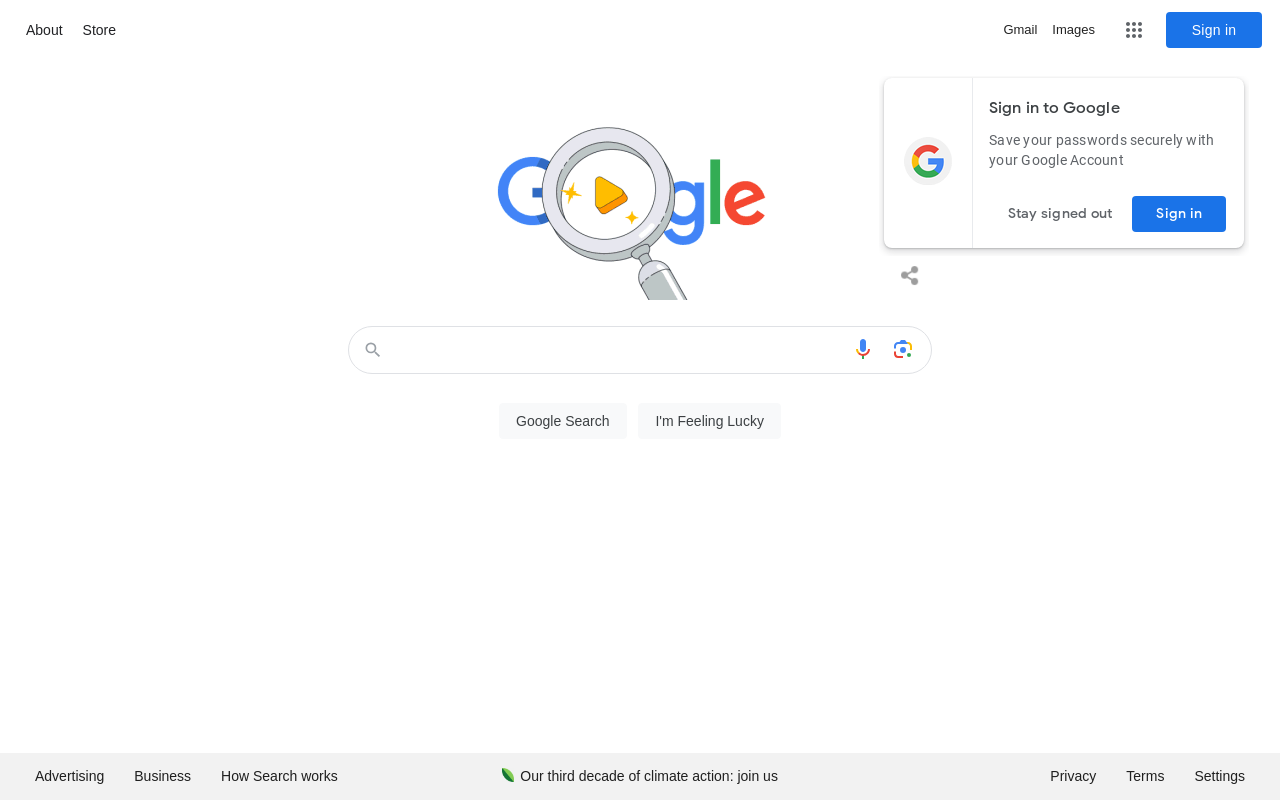 About Store
Gmail Images
Sign in
Sign in to Google
Save your passwords securely with
your Google Account
Stay signed out Sign in
Google Search I'm Feeling Lucky
Advertising Business How Search works
Our third decade of climate action: join us
Privacy Terms Settings